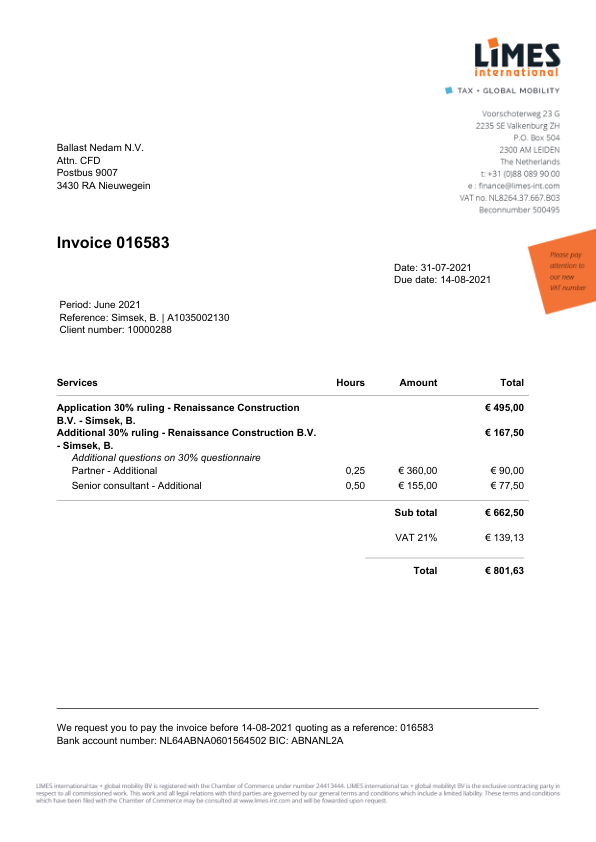 LIMES
international
TAX + GLOBAL MOBILITY
Voorschoterweg 23 G
2235 SE Valkenburg ZH
P.O. Box 504
2300 AM LEIDEN
The Netherlands
t: +31 (0)88 089 90 00
e : finance@limes-int.com
VAT no. NL8264.37.667.B03
Beconnumber 500495
Ballast Nedam N.V.
Attn. CFD
Postbus 9007
3430 RA Nieuwegein
Invoice 016583
Please pay
attention to
our new
VAT number
Date: 31-07-2021
Due date: 14-08-2021
Period: June 2021
Reference: Simsek, B. | A1035002130
Client number: 10000288
Services Hours Amount Total
Application 30% ruling - Renaissance Construction € 495,00
B.V. - Simsek, B.
Additional 30% ruling - Renaissance Construction B.V. € 167,50
- Simsek, B.
Additional questions on 30% questionnaire
Partner - Additional 0,25 € 360,00 € 90,00
Senior consultant - Additional 0,50 € 155,00 € 77,50
Sub total € 662,50
VAT 21% € 139,13
Total € 801,63
We request you to pay the invoice before 14-08-2021 quoting as a reference: 016583
Bank account number: NL64ABNA0601564502 BIC: ABNANL2A
LIMES international tax + global mobility BV is registered with the Chamber of Commerce under number 24413444. LIMES international tax + global mobility BV is the exclusive contracting party in
respect to all commissioned work. This work and all legal relations with third parties are governed by our general terms and conditions which include a limited liability. These terms and conditions
which have been filed with the Chamber of Commerce may be consulted at www.limes-int.com and will be fowarded upon request.